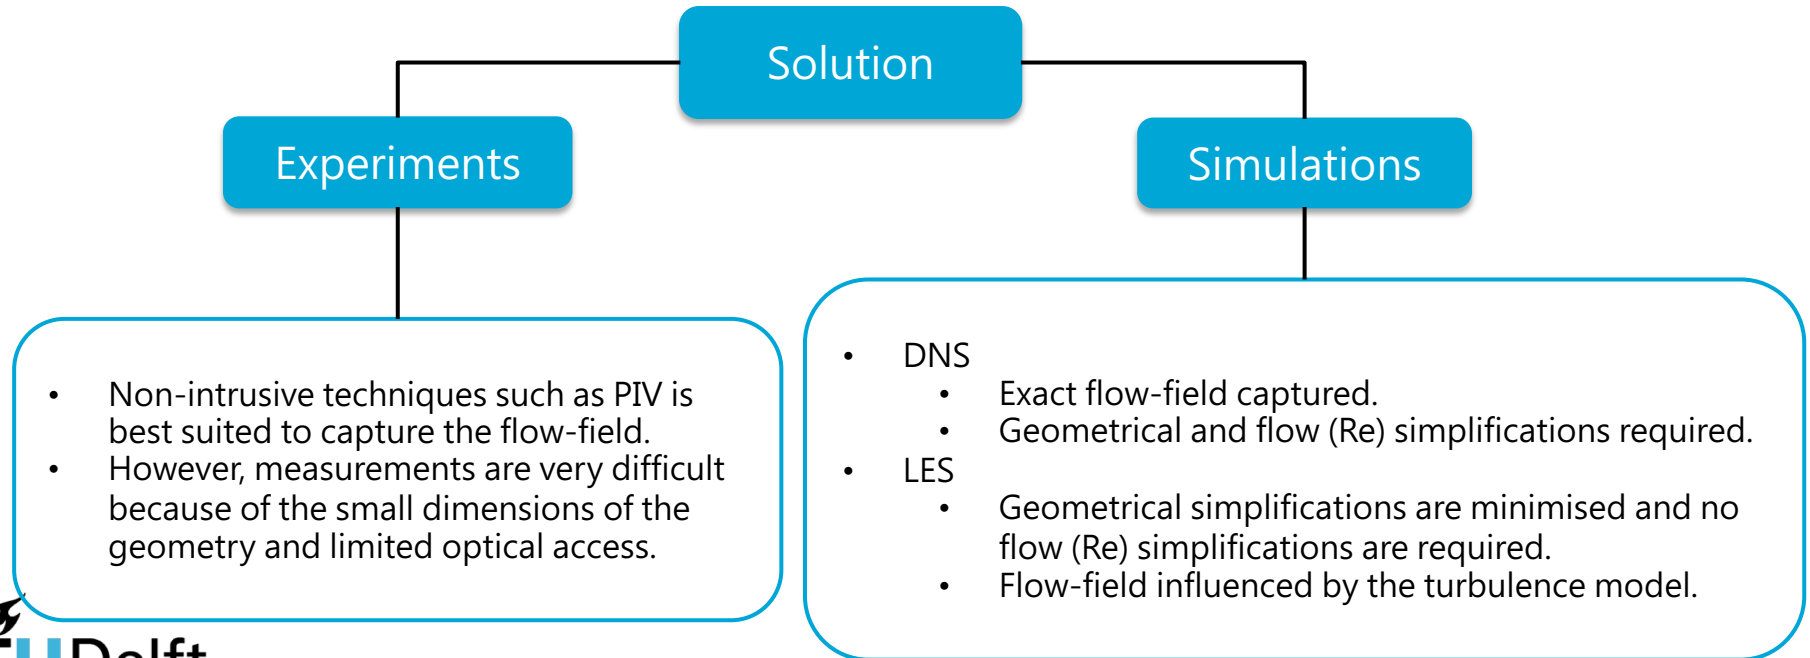 Solution
Experiments
Simulations
• Non-intrusive techniques such as PIV is
best suited to capture the flow-field.
• However, measurements are very difficult
because of the small dimensions of the
geometry and limited optical access.
• DNS
• Exact flow-field captured.
• Geometrical and flow (Re) simplifications required.
• LES
• Geometrical simplifications are minimised and no
flow (Re) simplifications are required.
• Flow-field influenced by the turbulence model.
TUDelft